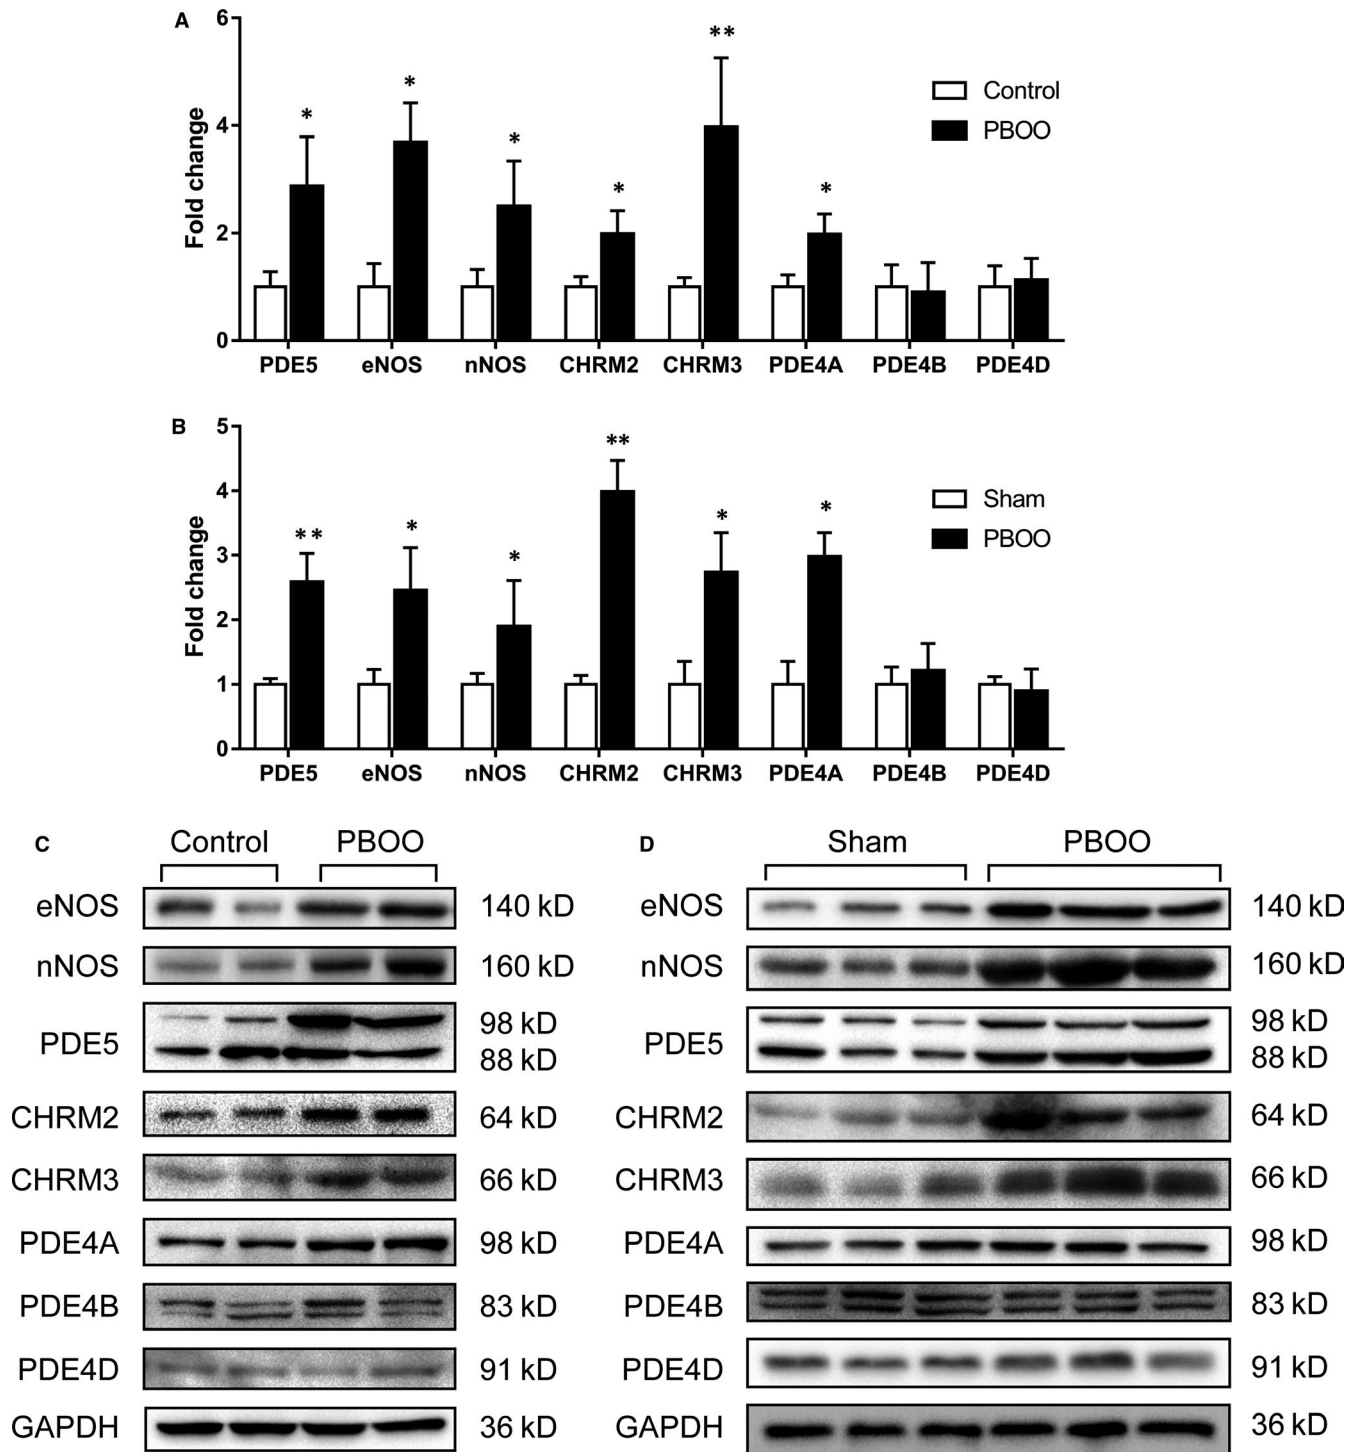 A
6
4
2
0
Fold change
* * * * ** *
Control
PBOO
PDE5 eNOS nNOS CHRM2 CHRM3 PDE4A PDE4B PDE4D
B
5
4
3
2
1
0
Fold change
** * * ** * *
Sham
PBOO
PDE5 eNOS nNOS CHRM2 CHRM3 PDE4A PDE4B PDE4D
C Control PBOO
eNOS 140 kD
nNOS 160 kD
PDE5 98 kD
88 kD
CHRM2 64 kD
CHRM3 66 kD
PDE4A 98 kD
PDE4B 83 kD
PDE4D 91 kD
GAPDH 36 kD
D Sham PBOO
eNOS 140 kD
nNOS 160 kD
PDE5 98 kD
88 kD
CHRM2 64 kD
CHRM3 66 kD
PDE4A 98 kD
PDE4B 83 kD
PDE4D 91 kD
GAPDH 36 kD